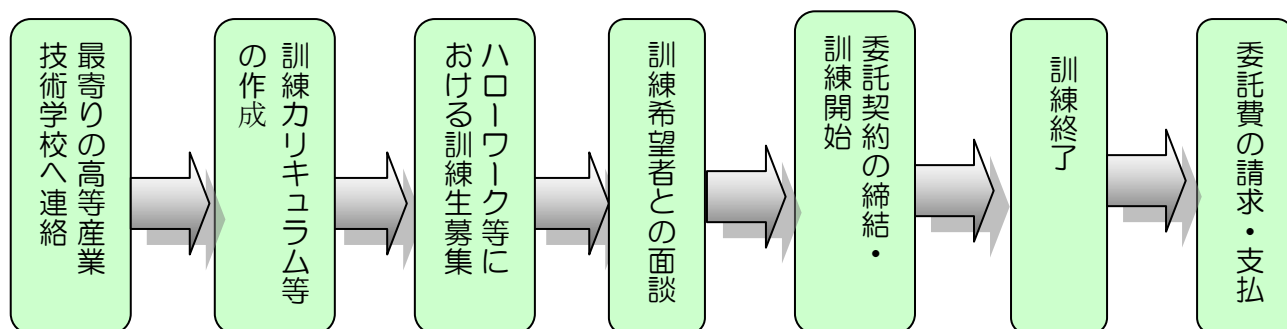 最寄りの高等産業
技術学校へ連絡
訓練カリキュラム等
の作成
ハローワーク等に
おける訓練生募集
訓練希望者との面談
委託契約の締結・
訓練開始
訓練終了
委託費の請求・支払